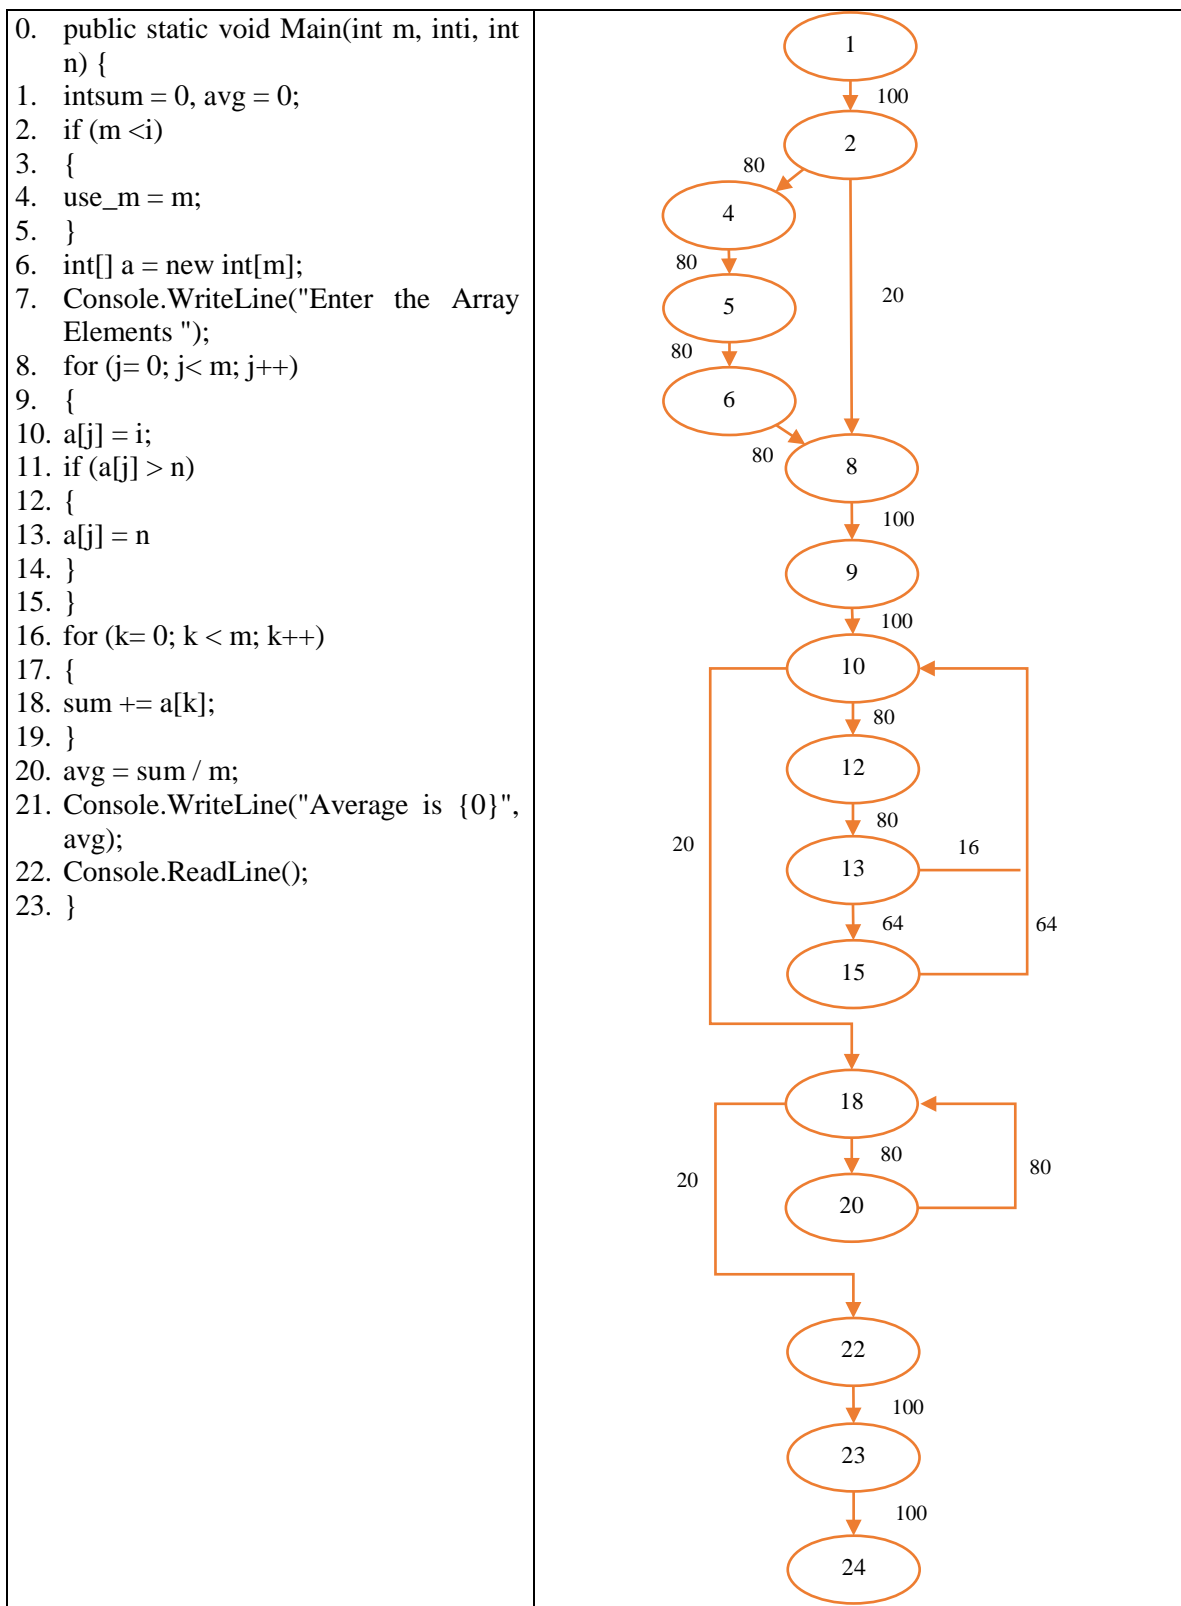 0. public static void Main(int m, inti, int
n) {
1. intsum = 0, avg = 0;
2. if (m <i)
3. {
4. use_m = m;
5. }
6. int[] a = new int[m];
7. Console.WriteLine("Enter the Array
Elements ");
8. for (j= 0; j< m; j++)
9. {
10. a[j] = i;
11. if (a[j] > n)
12. {
13. a[j] = n
14. }
15. }
16. for (k= 0; k < m; k++)
17. {
18. sum += a[k];
19. }
20. avg = sum / m;
21. Console.WriteLine("Average is {0}",
avg);
22. Console.ReadLine();
23. }
1
100
2
80
4
80
5
20
80
6
80
8
100
9
100
10
80
12
80
20
13
16
64
64
15
18
80
20
80
20
22
100
23
100
24